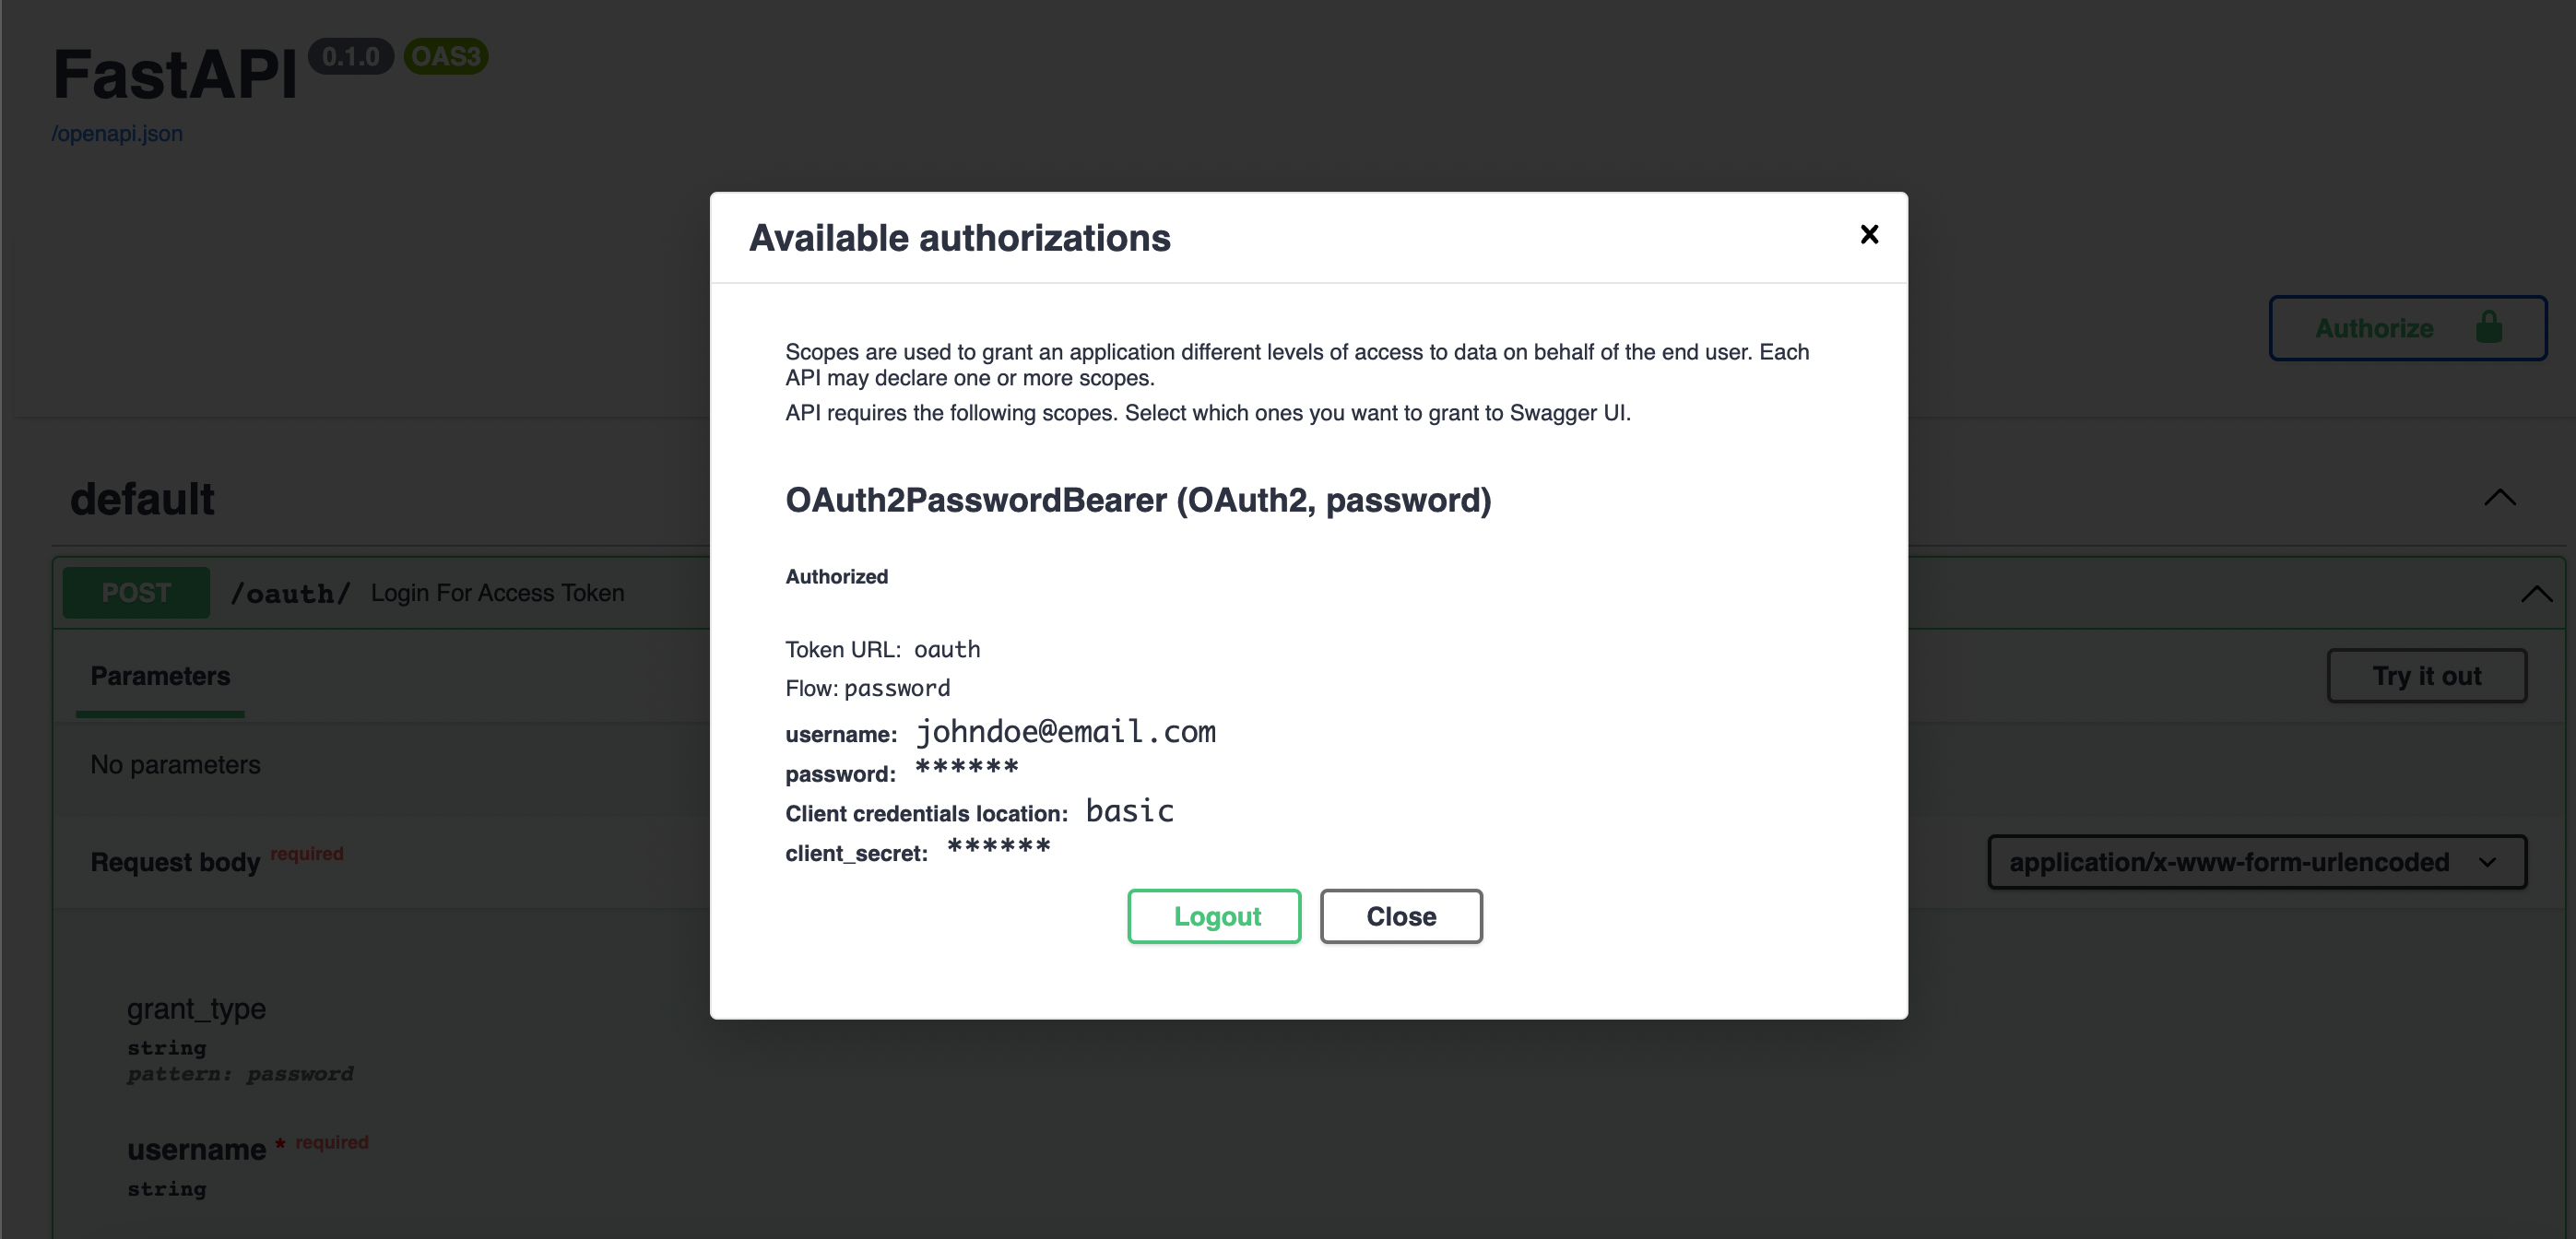 FastAPI 0.1.0 OAS3
/openapi.json
Authorize
default
POST /oauth/ Login For Access Token
Parameters
Try it out
No parameters
Request body required
application/x-www-form-urlencoded
grant_type
string
pattern: password
username * required
string
Available authorizations
Scopes are used to grant an application different levels of access to data on behalf of the end user. Each
API may declare one or more scopes.
API requires the following scopes. Select which ones you want to grant to Swagger UI.
OAuth2PasswordBearer (OAuth2, password)
Authorized
Token URL: oauth
Flow: password
username: johndoe@email.com
password: ******
Client credentials location: basic
client_secret: ******
Logout Close